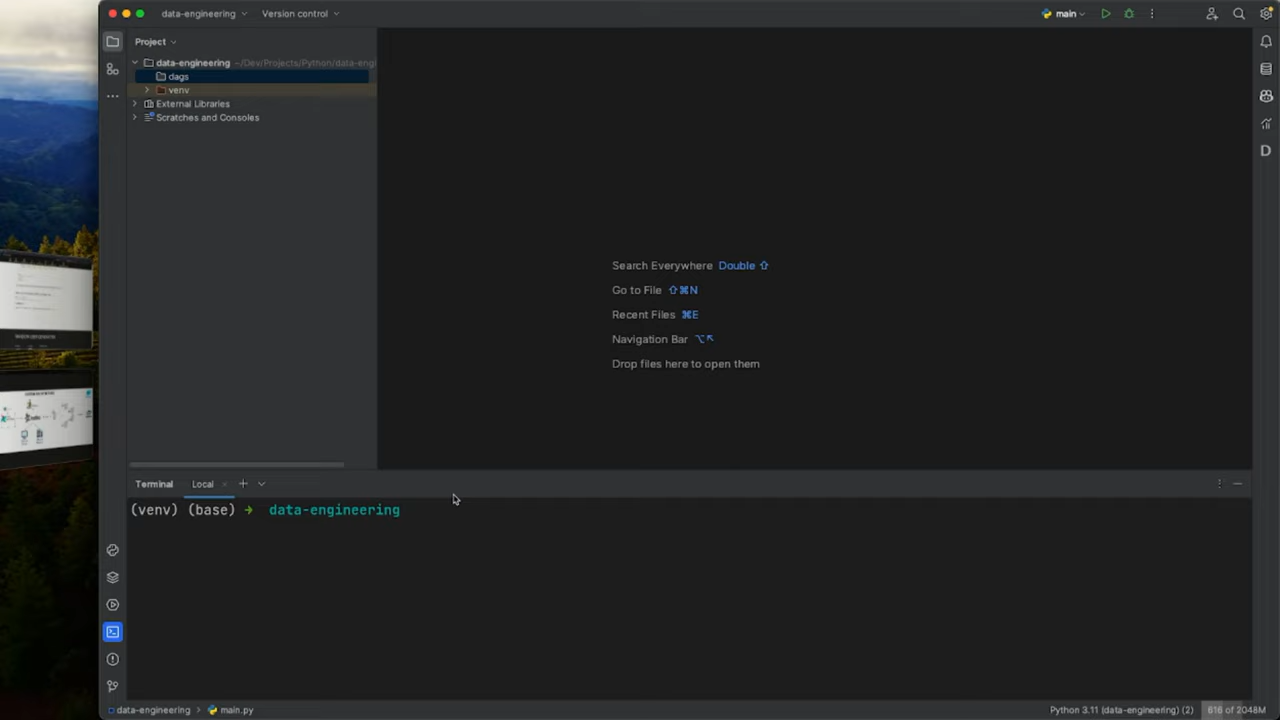 data-engineering
Version control
main
Project
data-engineering ~/Dev/Projects/Python/data-engi
dags
venv
External Libraries
Scratches and Consoles
Search Everywhere Double ⇧
Go to File ⇧⌘N
Recent Files ⌘E
Navigation Bar ⌥↖
Drop files here to open them
Terminal
Local
(venv) (base) → data-engineering
data-engineering > main.py
Python 3.11 (data-engineering) (2)
616 of 2048M